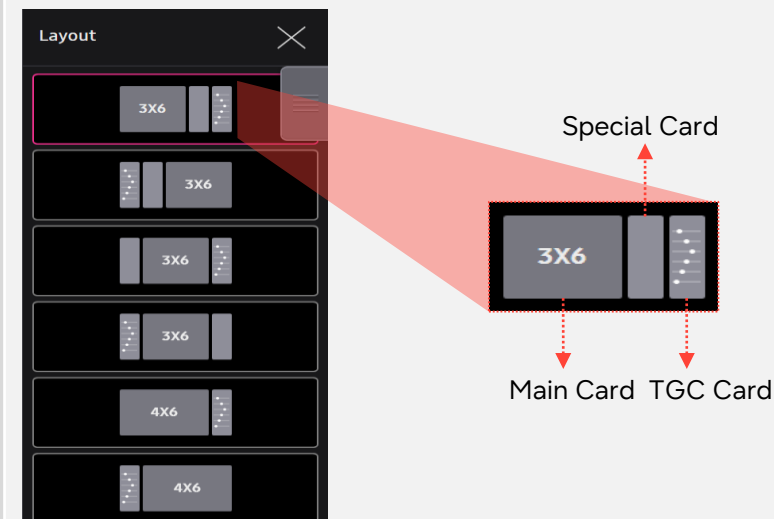 Layout
3X6
3X6
3X6
3X6
4X6
4X6
Special Card
3X6
Main Card TGC Card